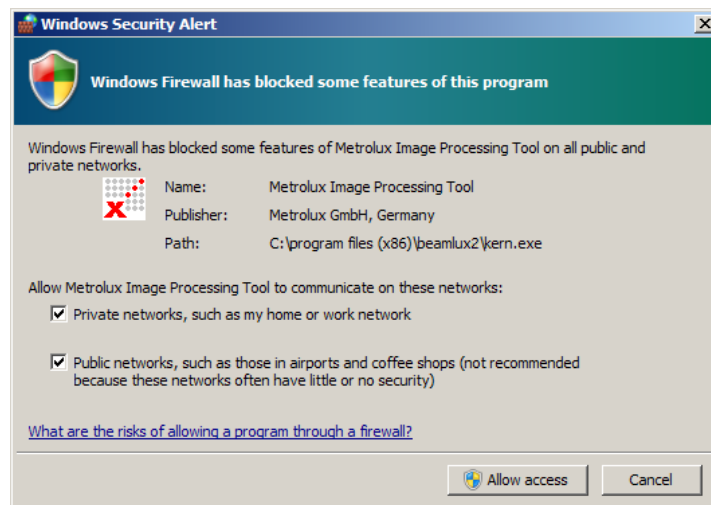 Windows Security Alert
Windows Firewall has blocked some features of this program
Windows Firewall has blocked some features of Metrolux Image Processing Tool on all public and
private networks.
Name: Metrolux Image Processing Tool
Publisher: Metrolux GmbH, Germany
Path: C:\program files (x86)\beamlux2\kern.exe
Allow Metrolux Image Processing Tool to communicate on these networks:
Private networks, such as my home or work network
Public networks, such as those in airports and coffee shops (not recommended
because these networks often have little or no security)
What are the risks of allowing a program through a firewall?
Allow access Cancel